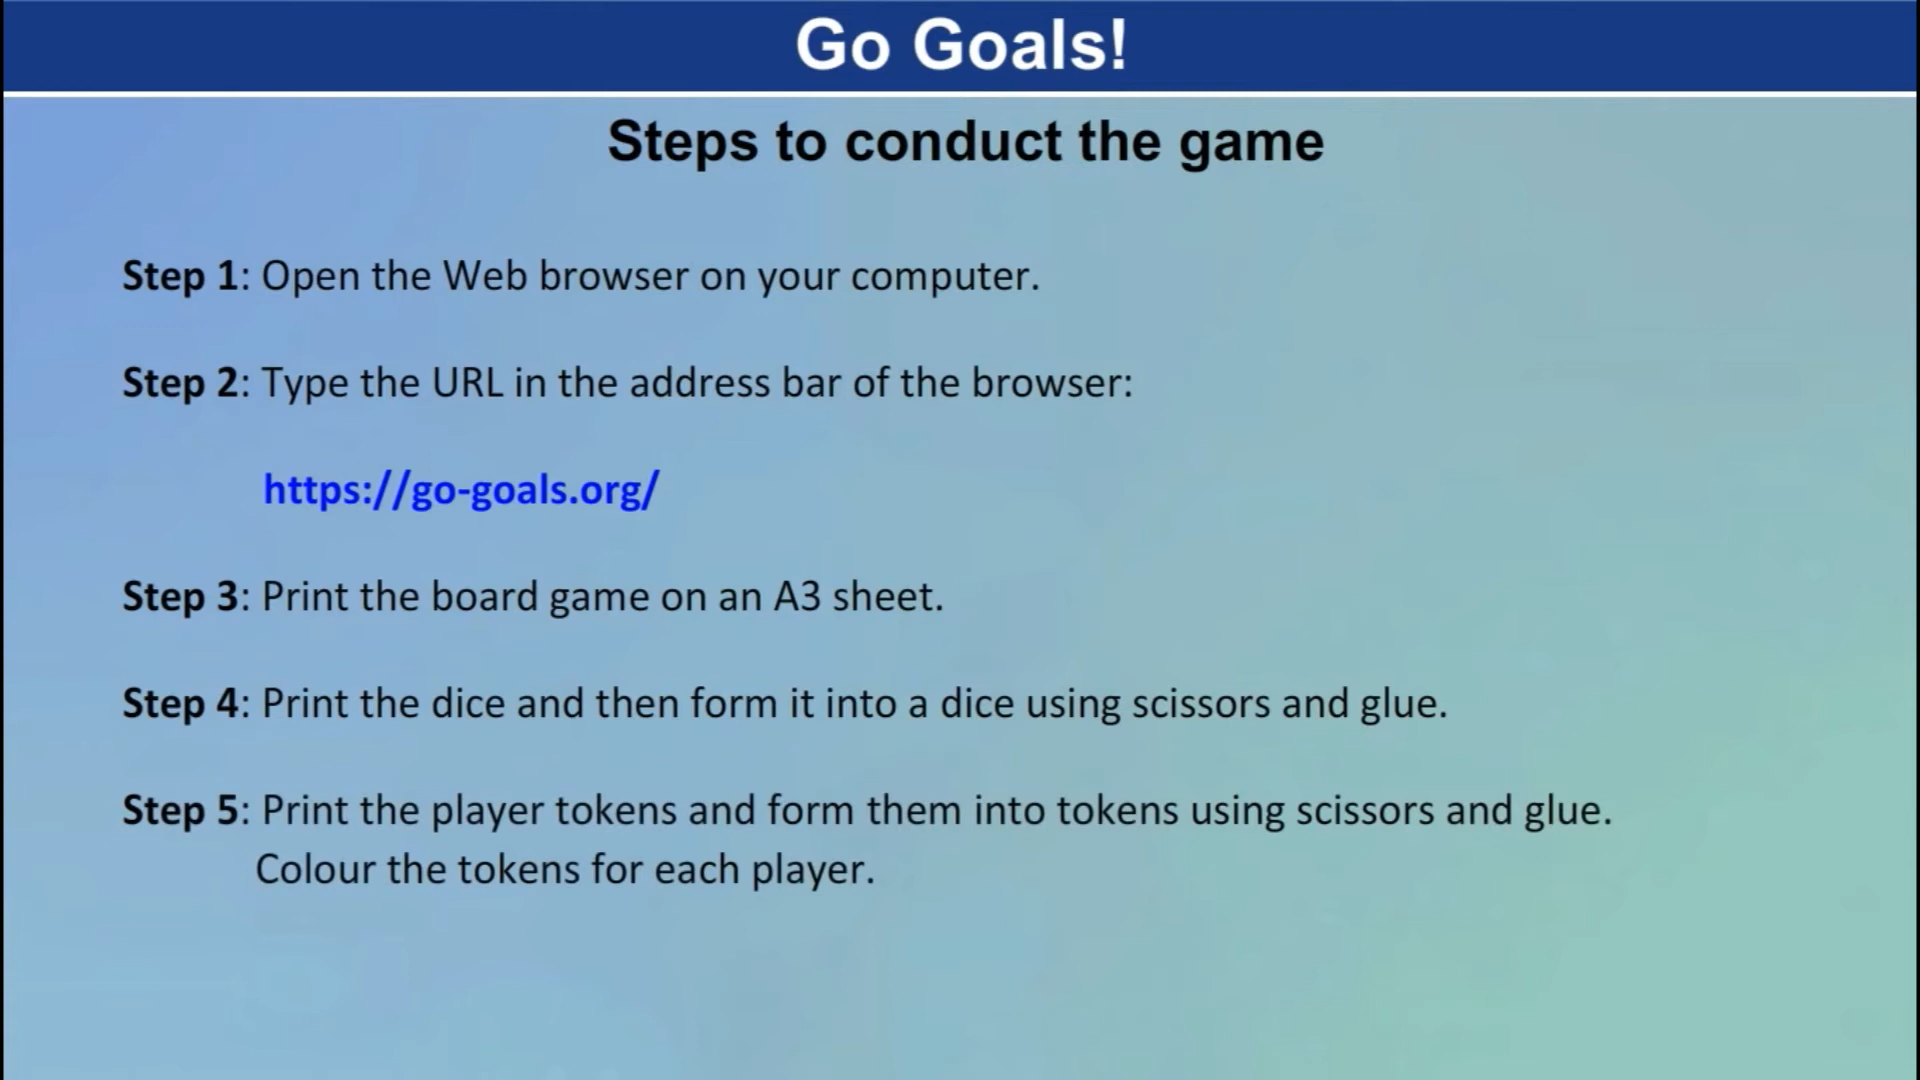 Go Goals!
Steps to conduct the game
Step 1: Open the Web browser on your computer.
Step 2: Type the URL in the address bar of the browser:
https://go-goals.org/
Step 3: Print the board game on an A3 sheet.
Step 4: Print the dice and then form it into a dice using scissors and glue.
Step 5: Print the player tokens and form them into tokens using scissors and glue.
Colour the tokens for each player.